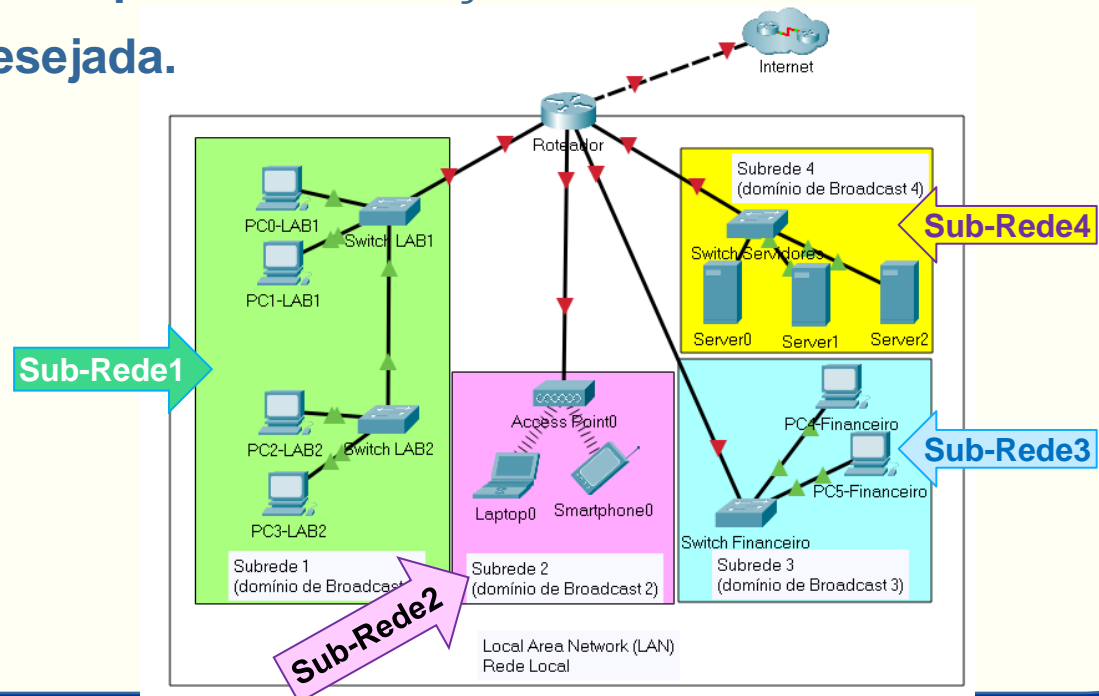 esejada.
Internet
Roteador
PC0-LAB1
Switch LAB1
PC1-LAB1
PC2-LAB2
Switch LAB2
PC3-LAB2
Subrede 1
(domínio de Broadcast
Sub-Rede1
Access Point0
Laptop0
Smartphone0
Subrede 2
(domínio de Broadcast 2)
Sub-Rede2
Subrede 4
(domínio de Broadcast 4)
Switch Servidores
Server0
Server1
Server2
Sub-Rede4
PC4-Financeiro
PC5-Financeiro
Switch Financeiro
Subrede 3
(domínio de Broadcast 3)
Sub-Rede3
Local Area Network (LAN)
Rede Local